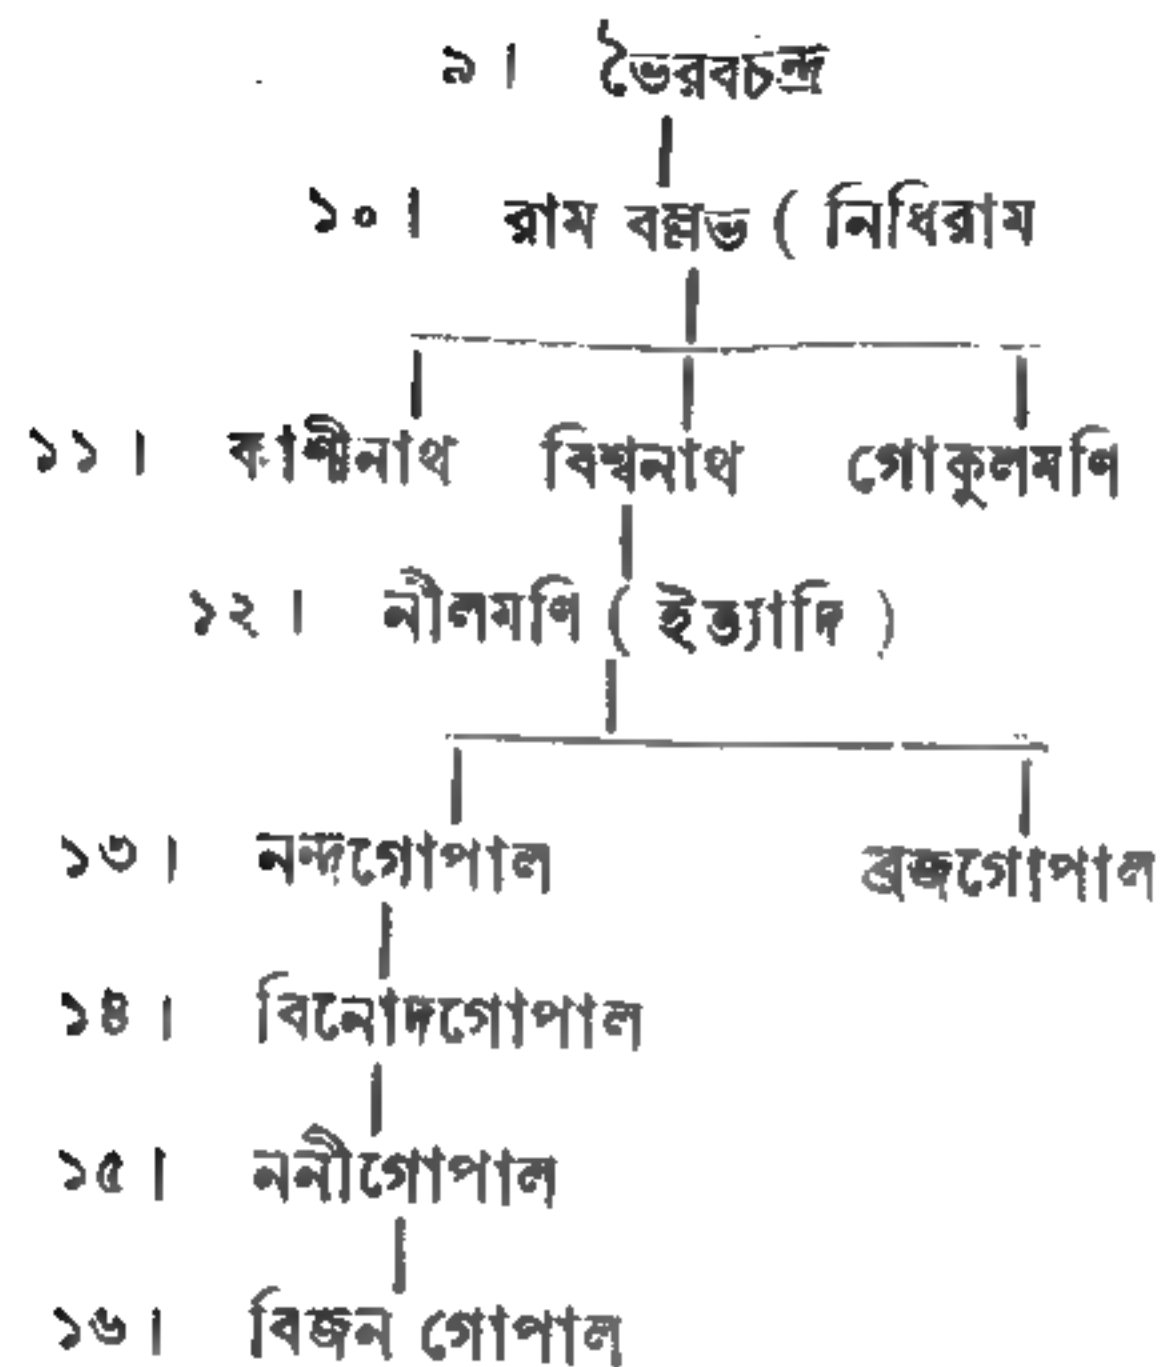 ৯। ভৈরবচন্দ্র
১০। রাম বল্লভ ( নিধিরাম
১১। কাশীনাথ বিশ্বনাথ গোকুলমণি
১২। নীলমণি ( ইত্যাদি )
১৩। নন্দগোপাল ব্রজগোপাল
১৪। বিনোদগোপাল
১৫। ননীগোপাল
১৬। বিজন গোপাল